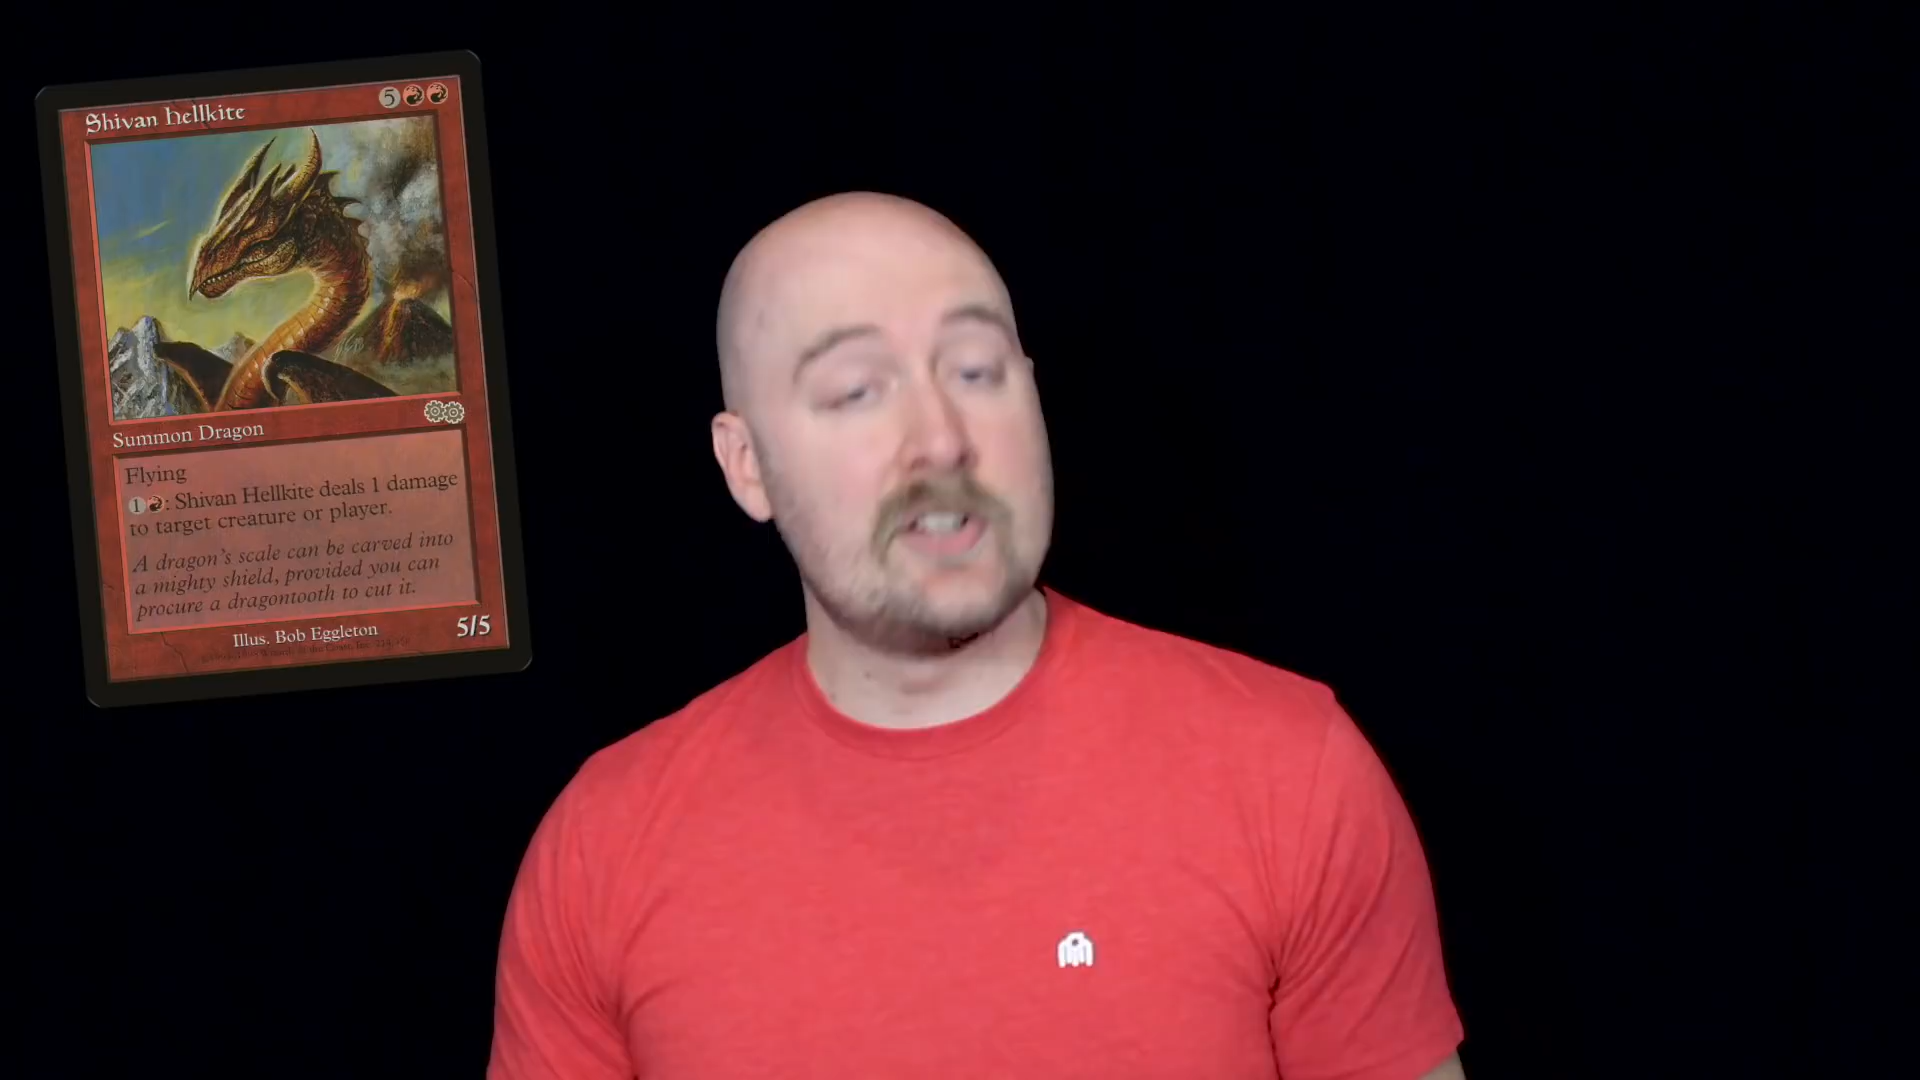 Shivan Hellkite
5
Summon Dragon
Flying
1 : Shivan Hellkite deals 1 damage
to target creature or player.
A dragon's scale can be carved into
a mighty shield, provided you can
procure a dragontooth to cut it.
Illus. Bob Eggleton
5/5